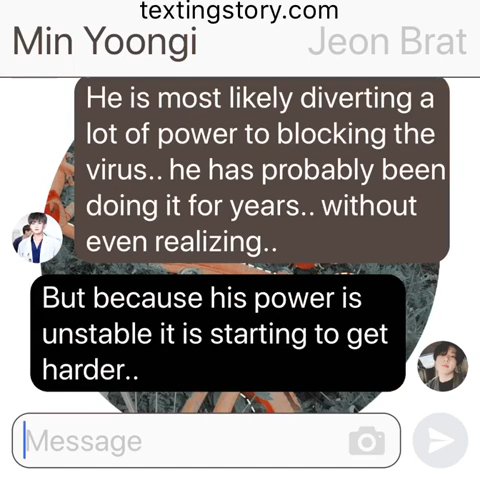 textingstory.com
Min Yoongi Jeon Brat
He is most likely diverting a
lot of power to blocking the
virus.. he has probably been
doing it for years.. without
even realizing..
But because his power is
unstable it is starting to get
harder..
Message